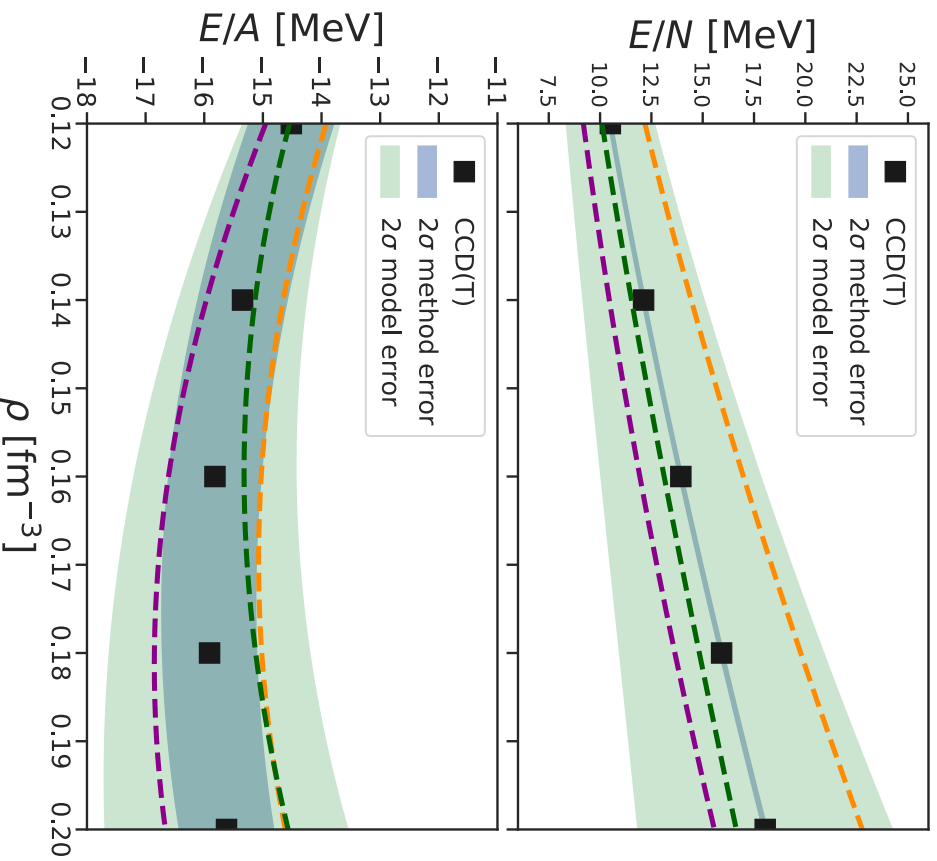 E/N [MeV]
25.0
22.5
20.0
17.5
15.0
12.5
10.0
7.5
CCD(T)
2σ method error
2σ model error
E/A [MeV]
−11
−12
−13
−14
−15
−16
−17
−18
CCD(T)
2σ method error
2σ model error
0.12 0.13 0.14 0.15 0.16 0.17 0.18 0.19 0.20
ρ [fm⁻³]